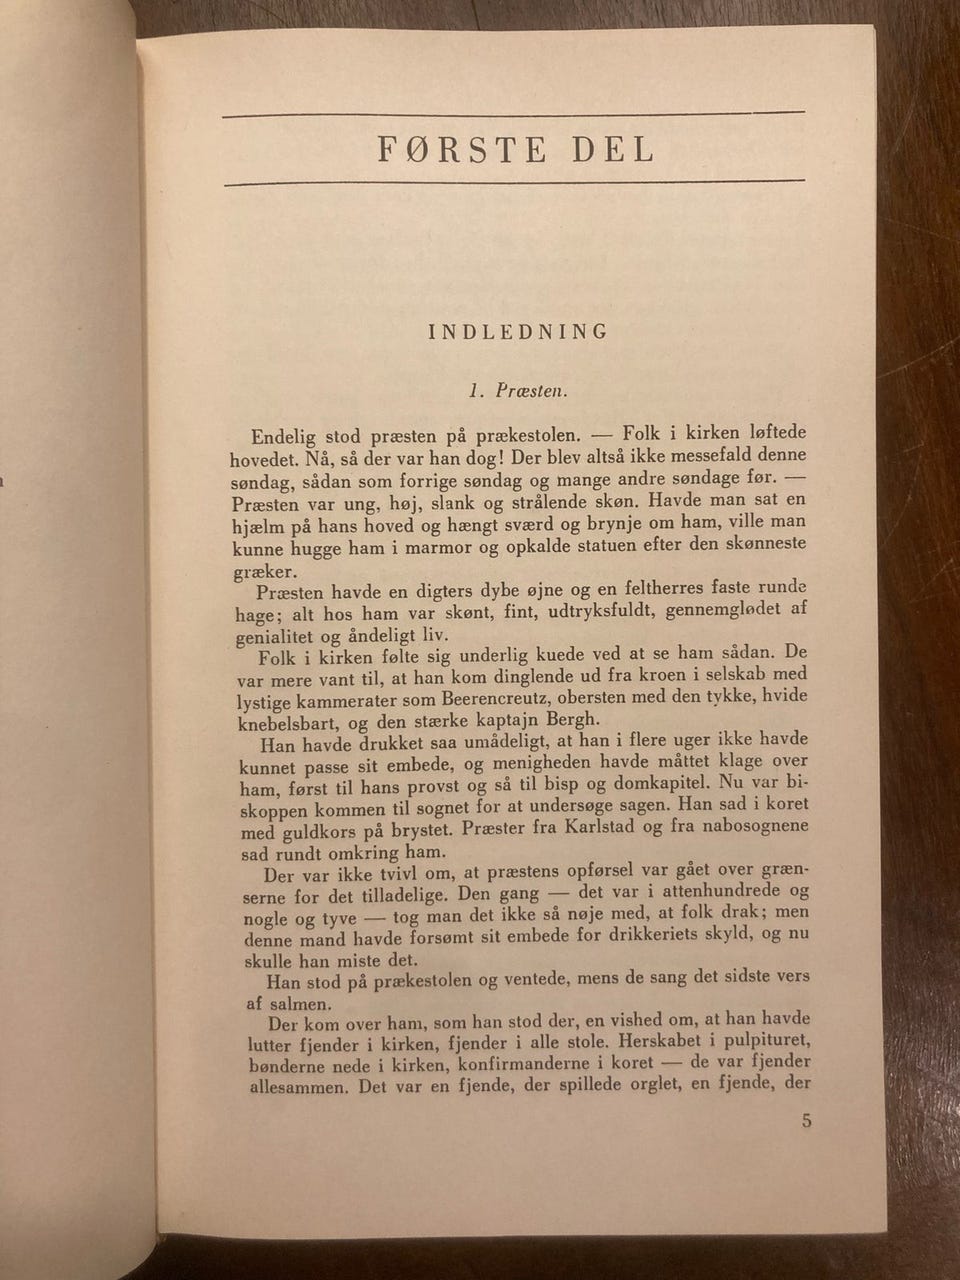 FØRSTE DEL
INDLEDNING
1. Præsten.
Endelig stod præsten på prækestolen. — Folk i kirken løftede
hovedet. Nå, så der var han dog! Der blev altså ikke messefald denne
søndag, sådan som forrige søndag og mange andre søndage før. —
Præsten var ung, høj, slank og strålende skøn. Havde man sat en
hjælm på hans hoved og hængt sværd og brynje om ham, ville man
kunne hugge ham i marmor og opkalde statuen efter den skønneste
græker.
Præsten havde en digters dybe øjne og en feltherres faste runde
hage; alt hos ham var skønt, fint, udtryksfuldt, gennemglødet af
genialitet og åndeligt liv.
Folk i kirken følte sig underlig kuede ved at se ham sådan. De
var mere vant til, at han kom dinglende ud fra kroen i selskab med
lystige kammerater som Beerencreutz, obersten med den tykke, hvide
knebelsbart, og den stærke kaptajn Bergh.
Han havde drukket saa umådeligt, at han i flere uger ikke havde
kunnet passe sit embede, og menigheden havde måttet klage over
ham, først til hans provst og så til bisp og domkapitel. Nu var bi-
skoppen kommen til sognet for at undersøge sagen. Han sad i koret
med guldkors på brystet. Præster fra Karlstad og fra nabosognene
sad rundt omkring ham.
Der var ikke tvivl om, at præstens opførsel var gået over græn-
serne for det tilladelige. Den gang — det var i attenhundrede og
nogle og tyve — tog man det ikke så nøje med, at folk drak; men
denne mand havde forsømt sit embede for drikkeriets skyld, og nu
skulle han miste det.
Han stod på prækestolen og ventede, mens de sang det sidste vers
af salmen.
Der kom over ham, som han stod der, en vished om, at han havde
lutter fjender i kirken, fjender i alle stole. Herskabet i pulpituret,
bønderne nede i kirken, konfirmanderne i koret — de var fjender
allesammen. Det var en fjende, der spillede orglet, en fjende, der
5